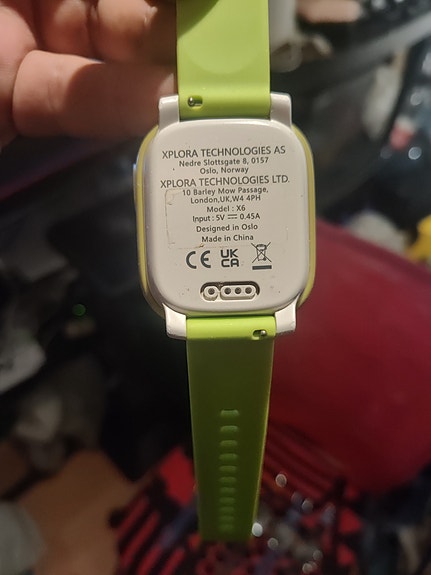 XPLORA TECHNOLOGIES AS
Nedre Slottsgate 8, 0157
Oslo, Norway
XPLORA TECHNOLOGIES LTD.
10 Barley Mow Passage,
London,UK,W4 4PH
Model : X6
Input : 5V ⎓ 0.45A
Designed in Oslo
Made in China
CE UK
CA